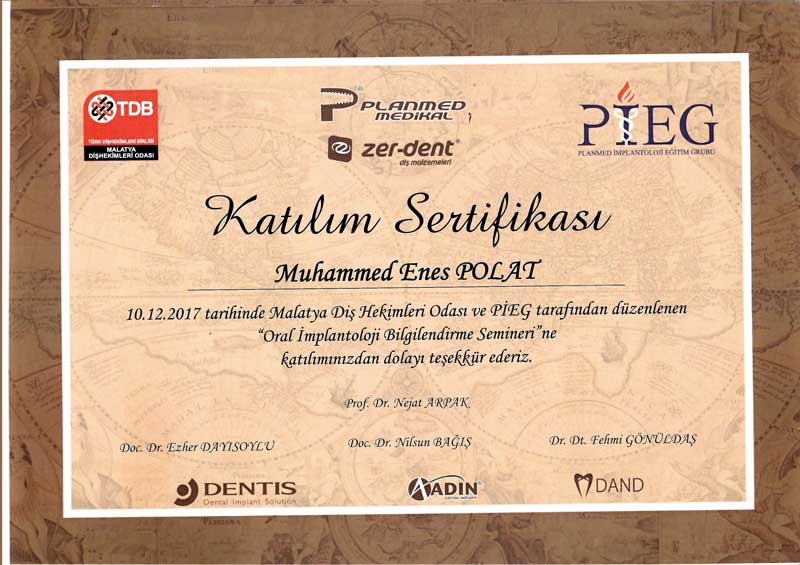 TDB
TÜRK DİŞHEKİMLERİ BİRLİĞİ
MALATYA
DİŞHEKİMLERİ ODASI
PLANMED
MEDİKAL
zer-dent
diş malzemeleri
PİEG
PLANMED İMPLANTOLOJİ EĞİTİM GRUBU
Katılım Sertifikası
Muhammed Enes POLAT
10.12.2017 tarihinde Malatya Diş Hekimleri Odası ve PİEG tarafından düzenlenen
“Oral İmplantoloji Bilgilendirme Semineri”ne
katılımınızdan dolayı teşekkür ederiz.
Prof. Dr. Nejat ARPAK
Doc. Dr. Ezher DAYISOYLU
Doc. Dr. Nilsun BAĞIŞ
Dr. Dt. Fehmi GÖNÜLDAŞ
DENTIS
Dental Implant Solution
ADIN
DENTAL IMPLANT
DAND